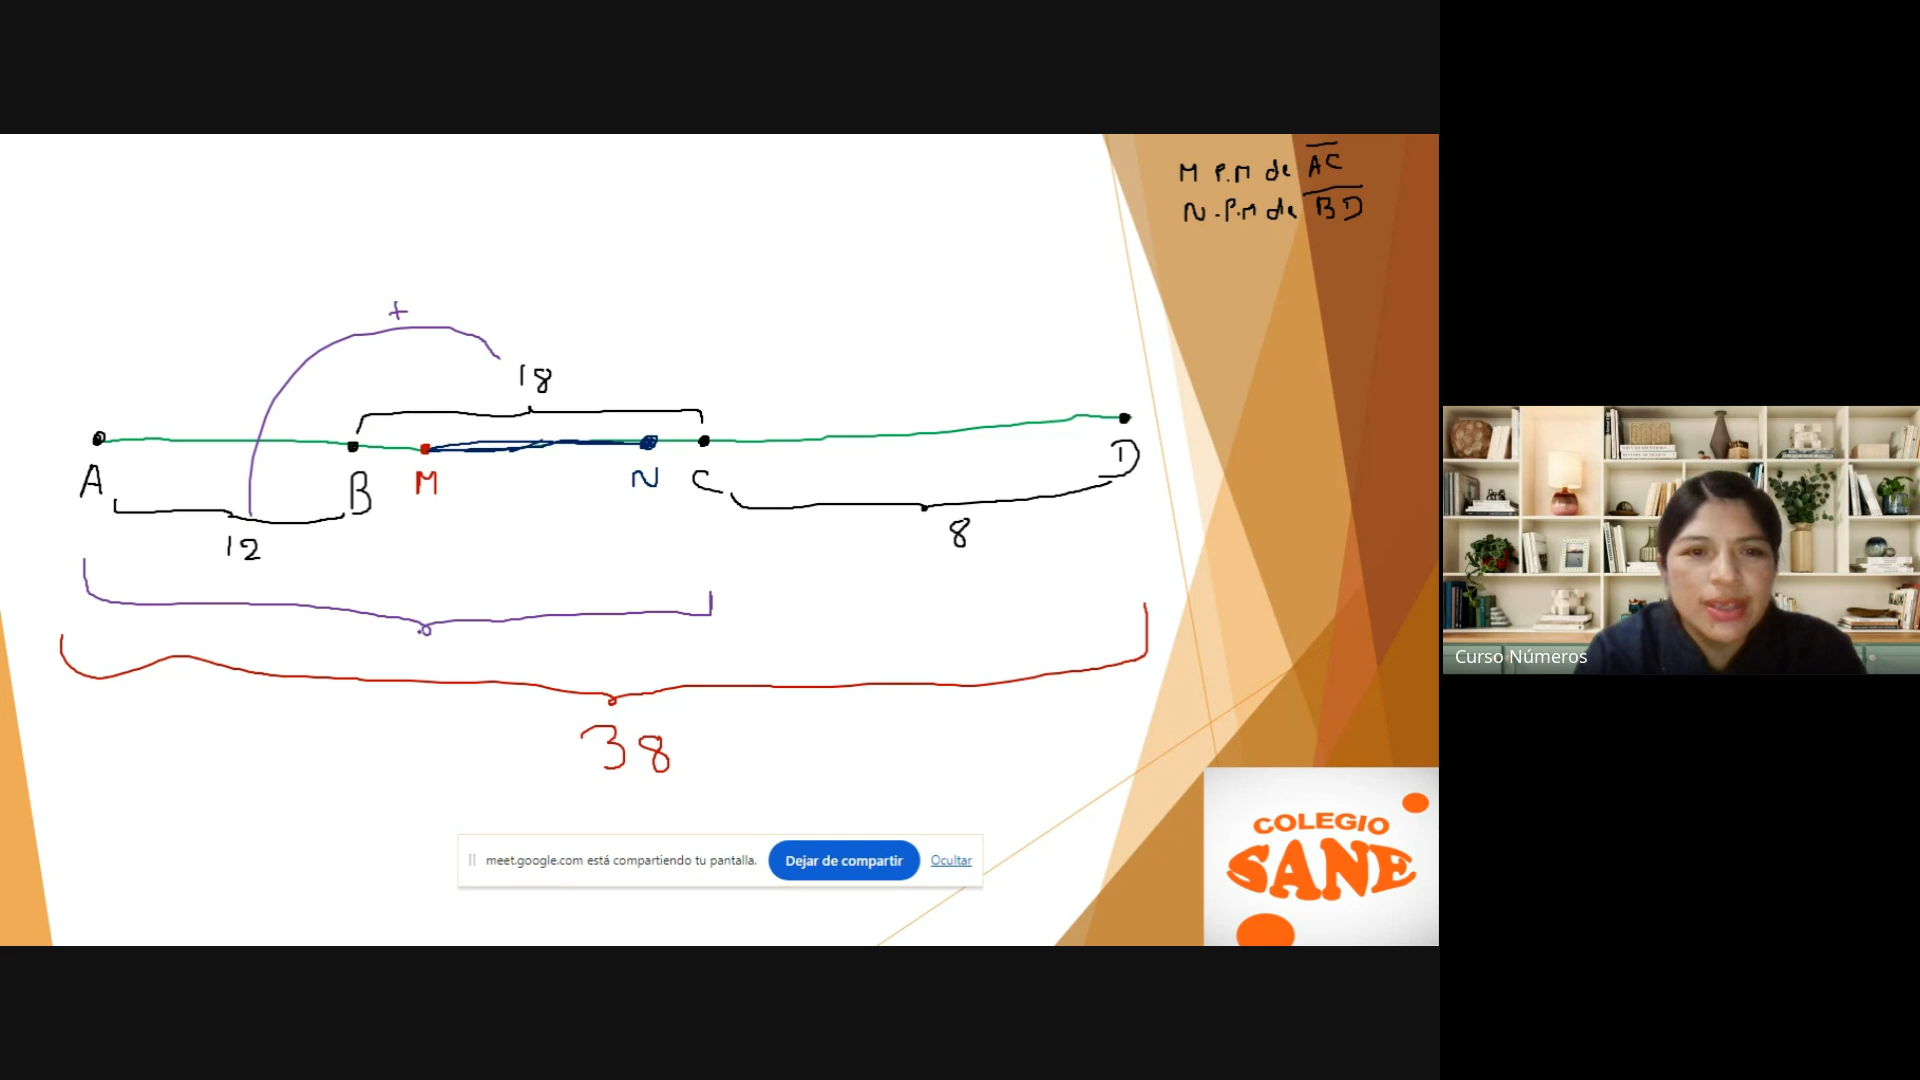 M P.M de AC
N.P.M de BD
+
18
A B M N C D
12
8
38
meet.google.com está compartiendo tu pantalla. Dejar de compartir Ocultar
COLEGIO
SANE
Curso Números